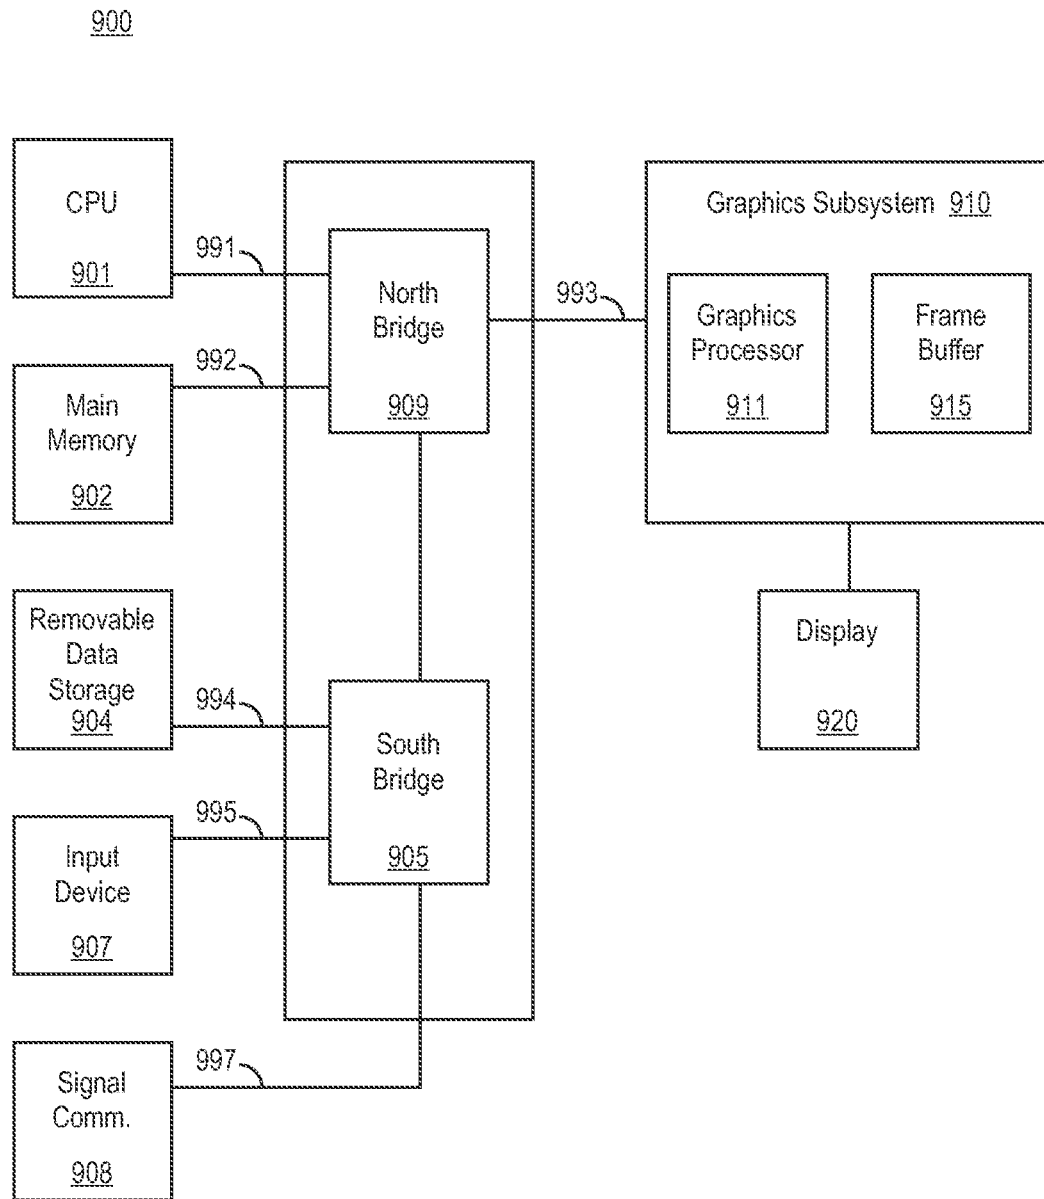 900
CPU
901
991
992
Main
Memory
902
Removable
Data
Storage
904
994
995
Input
Device
907
Signal
Comm.
908
997
North
Bridge
909
South
Bridge
905
993
Graphics Subsystem 910
Graphics
Processor
911
Frame
Buffer
915
Display
920